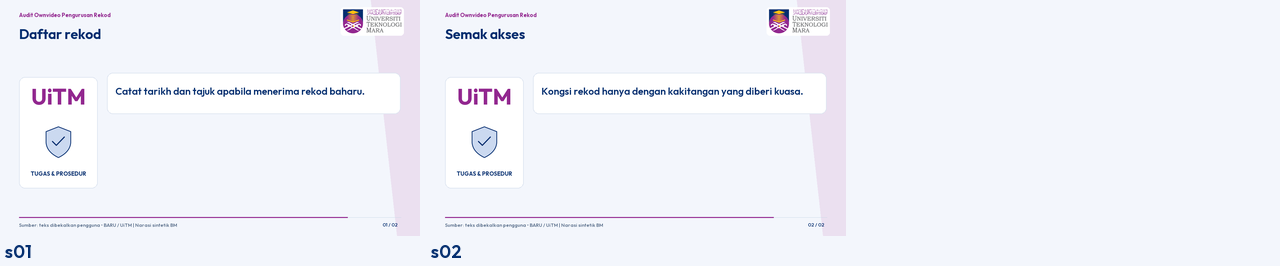 Audit Ownvideo Pengurusan Rekod
Daftar rekod
UNIVERSITI
TEKNOLOGI
MARA
UiTM
TUGAS & PROSEDUR
Catat tarikh dan tajuk apabila menerima rekod baharu.
Sumber: teks dibekalkan pengguna • BARU / UiTM | Narasi sintetik BM
01 / 02
s01
Audit Ownvideo Pengurusan Rekod
Semak akses
UNIVERSITI
TEKNOLOGI
MARA
UiTM
TUGAS & PROSEDUR
Kongsi rekod hanya dengan kakitangan yang diberi kuasa.
Sumber: teks dibekalkan pengguna • BARU / UiTM | Narasi sintetik BM
02 / 02
s02